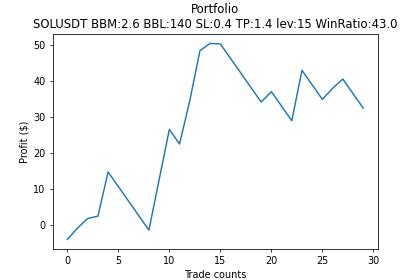 Portfolio
SOLUSDT BBM:2.6 BBL:140 SL:0.4 TP:1.4 lev:15 WinRatio:43.0
50
40
30
20
10
0
Profit ($)
0 5 10 15 20 25 30
Trade counts